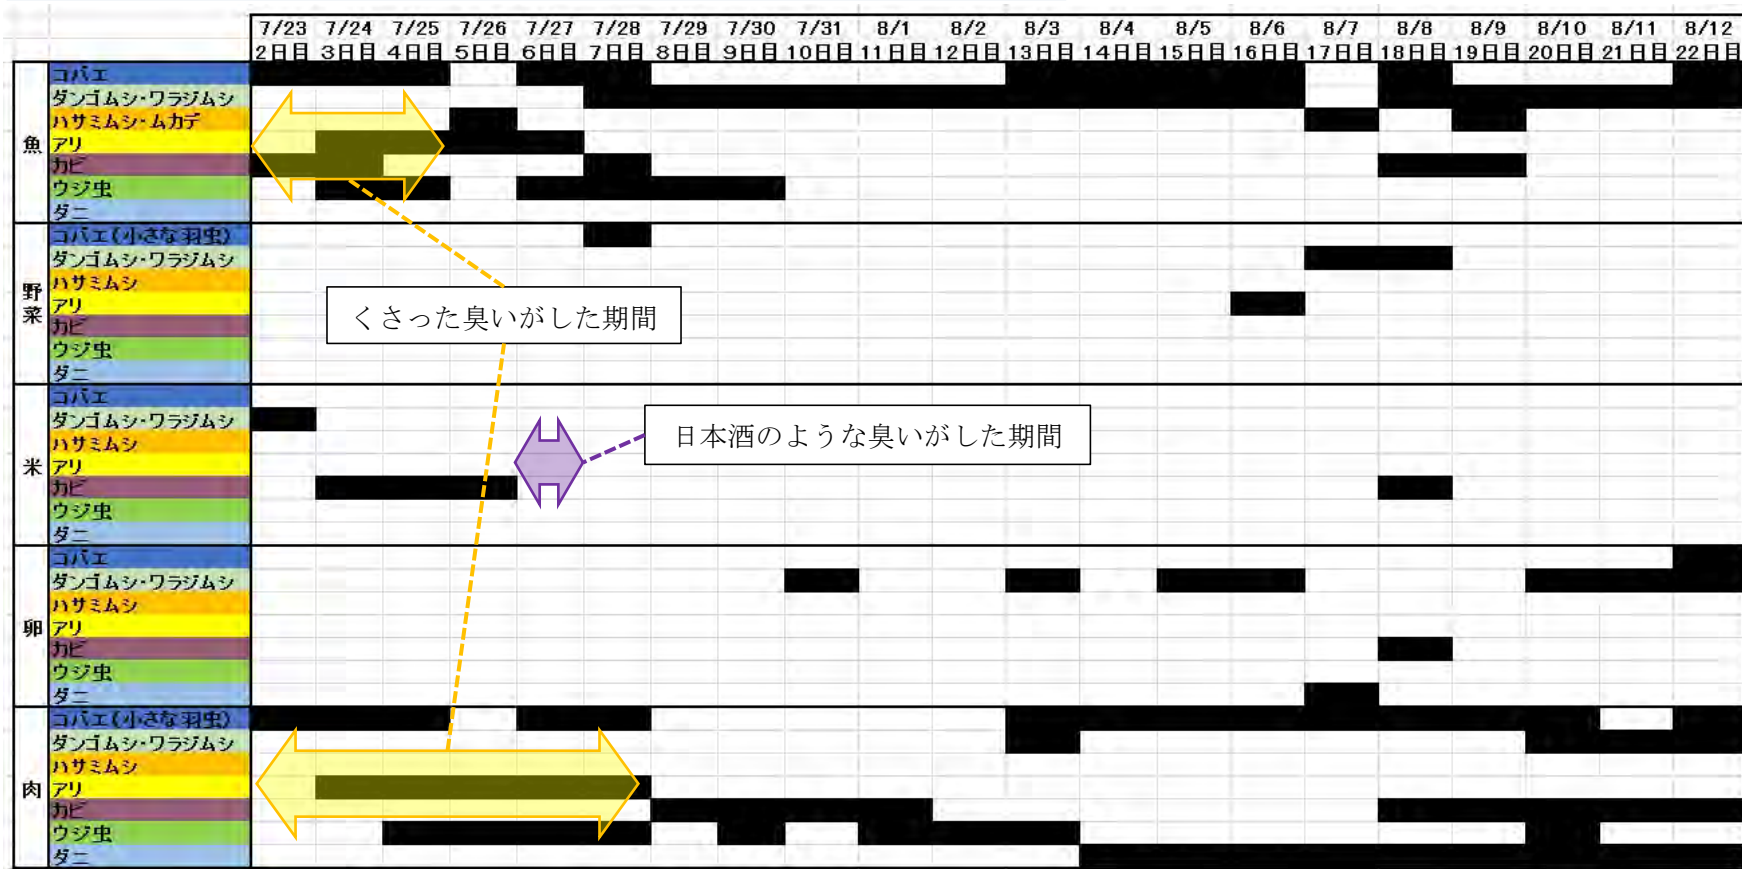 7/23 7/24 7/25 7/26 7/27 7/28 7/29 7/30 7/31 8/1 8/2 8/3 8/4 8/5 8/6 8/7 8/8 8/9 8/10 8/11 8/12
2日目 3日目 4日目 5日目 6日目 7日目 8日目 9日目 10日目 11日目 12日目 13日目 14日目 15日目 16日目 17日目 18日目 19日目 20日目 21日目 22日目
魚
コバエ
ダンゴムシ・ワラジムシ
ハサミムシ・ムカデ
アリ
カビ
ウジ虫
ダニ
野菜
コバエ(小さな羽虫)
ダンゴムシ・ワラジムシ
ハサミムシ
アリ
カビ
ウジ虫
ダニ
くさった臭いがした期間
米
コバエ
ダンゴムシ・ワラジムシ
ハサミムシ
アリ
カビ
ウジ虫
ダニ
日本酒のような臭いがした期間
卵
コバエ
ダンゴムシ・ワラジムシ
ハサミムシ
アリ
カビ
ウジ虫
ダニ
肉
コバエ(小さな羽虫)
ダンゴムシ・ワラジムシ
ハサミムシ
アリ
カビ
ウジ虫
ダニ